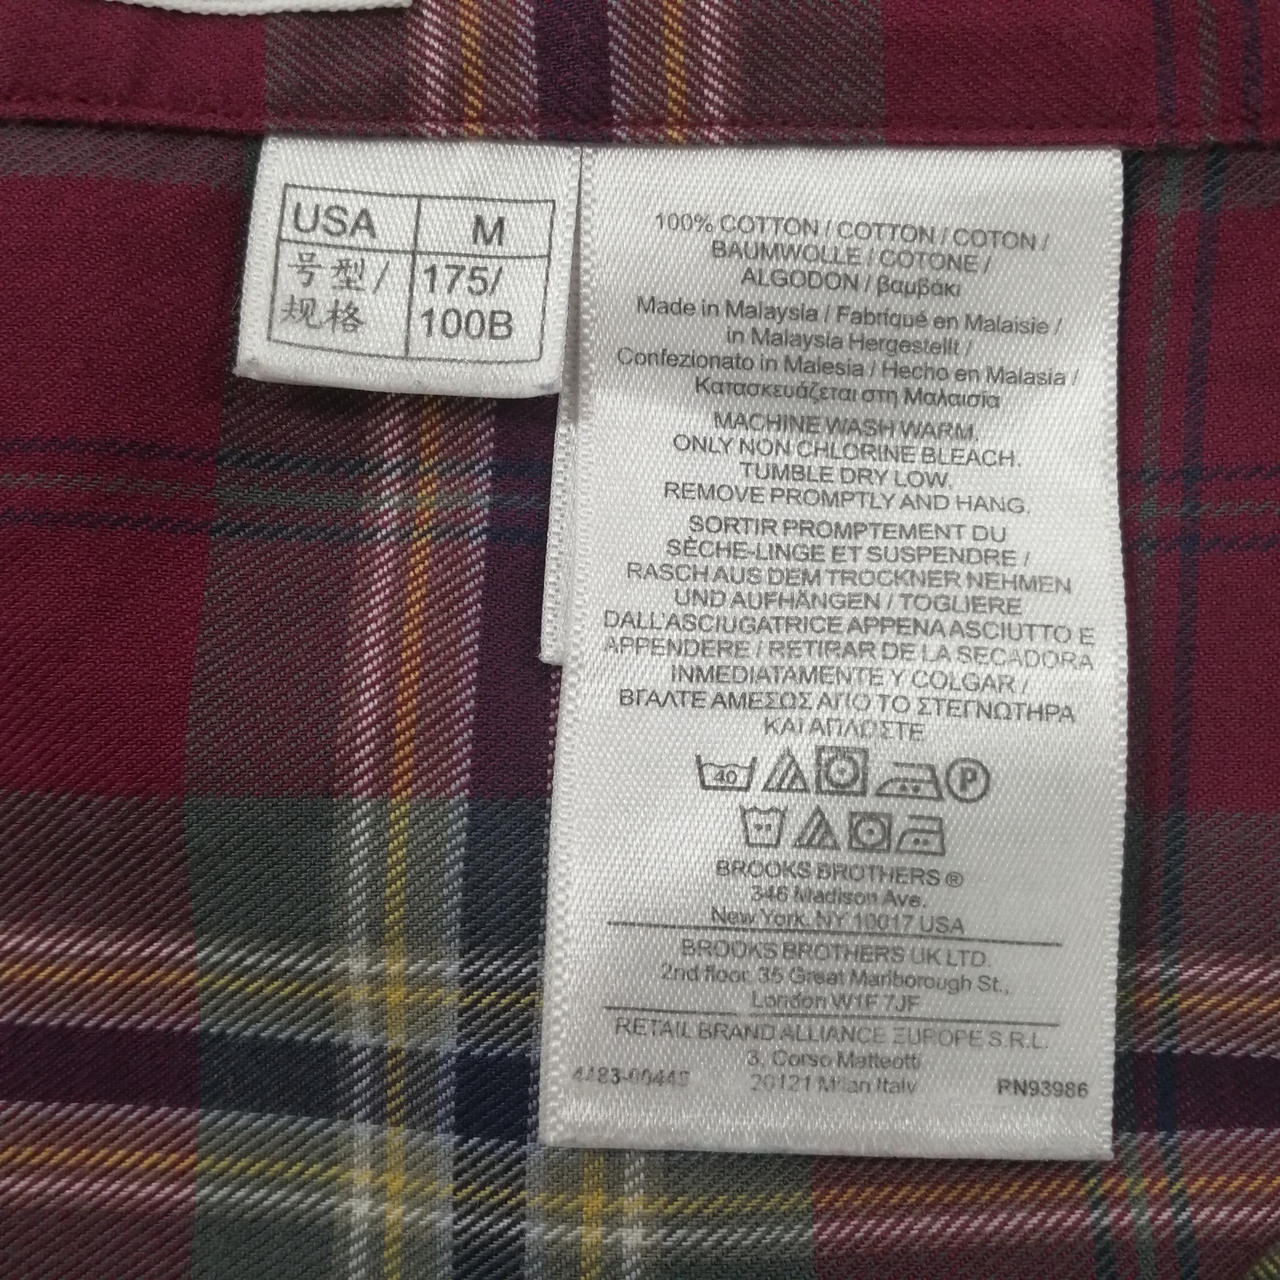 USA M
号型/ 175/
规格 100B
100% COTTON / COTTON / COTON /
BAUMWOLLE / COTONE /
ALGODON / βαμβάκι
Made in Malaysia / Fabriqué en Malaisie /
in Malaysia Hergestellt /
Confezionato in Malesia / Hecho en Malasia /
Κατασκευάζεται στη Μαλαισία
MACHINE WASH WARM.
ONLY NON CHLORINE BLEACH.
TUMBLE DRY LOW.
REMOVE PROMPTLY AND HANG.
SORTIR PROMPTEMENT DU
SÈCHE-LINGE ET SUSPENDRE /
RASCH AUS DEM TROCKNER NEHMEN
UND AUFHÄNGEN / TOGLIERE
DALL'ASCIUGATRICE APPENA ASCIUTTO E
APPENDERE / RETIRAR DE LA SECADORA
INMEDIATAMENTE Y COLGAR /
ΒΓΑΛΤΕ ΑΜΕΣΩΣ ΑΠΟ ΤΟ ΣΤΕΓΝΩΤΗΡΑ
ΚΑΙ ΑΠΛΩΣΤΕ
40 P
BROOKS BROTHERS ®
346 Madison Ave.
New York, NY 10017 USA
BROOKS BROTHERS UK LTD.
2nd floor, 35 Great Marlborough St.,
London W1F 7JF
RETAIL BRAND ALLIANCE EUROPE S.R.L.
3, Corso Matteotti
20121 Milan Italy RN93986